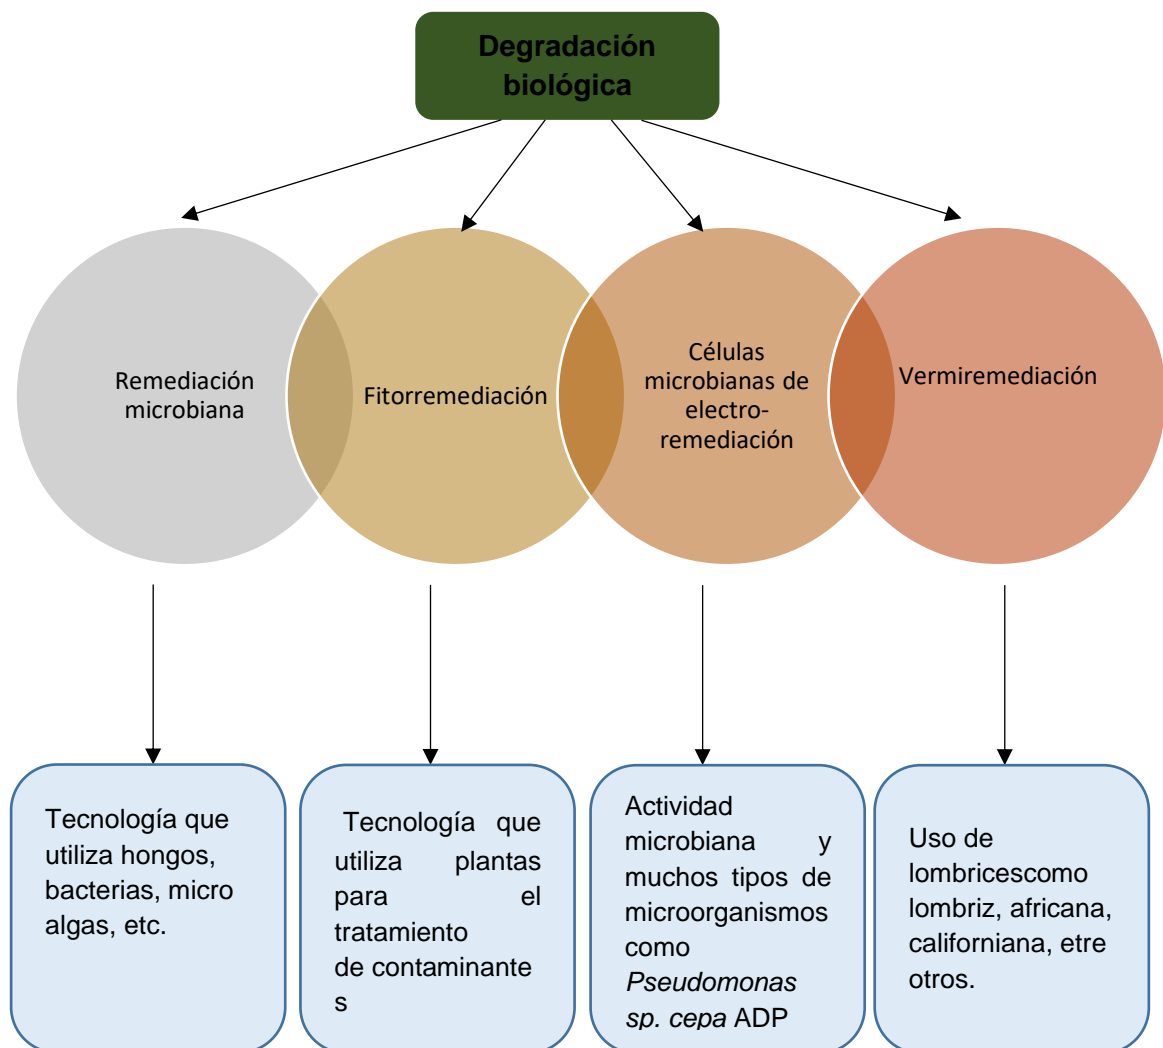 Degradación
biológica
Remediación
microbiana
Fitorremediación
Células
microbianas de
electro-
remediación
Vermiremediación
Tecnología que
utiliza hongos,
bacterias, micro
algas, etc.
Tecnología que
utiliza plantas
para el
tratamiento
de contaminante
s
Actividad
microbiana y
muchos tipos de
microorganismos
como
Pseudomonas
sp. cepa ADP
Uso de
lombricescomo
lombriz, africana,
californiana, etre
otros.